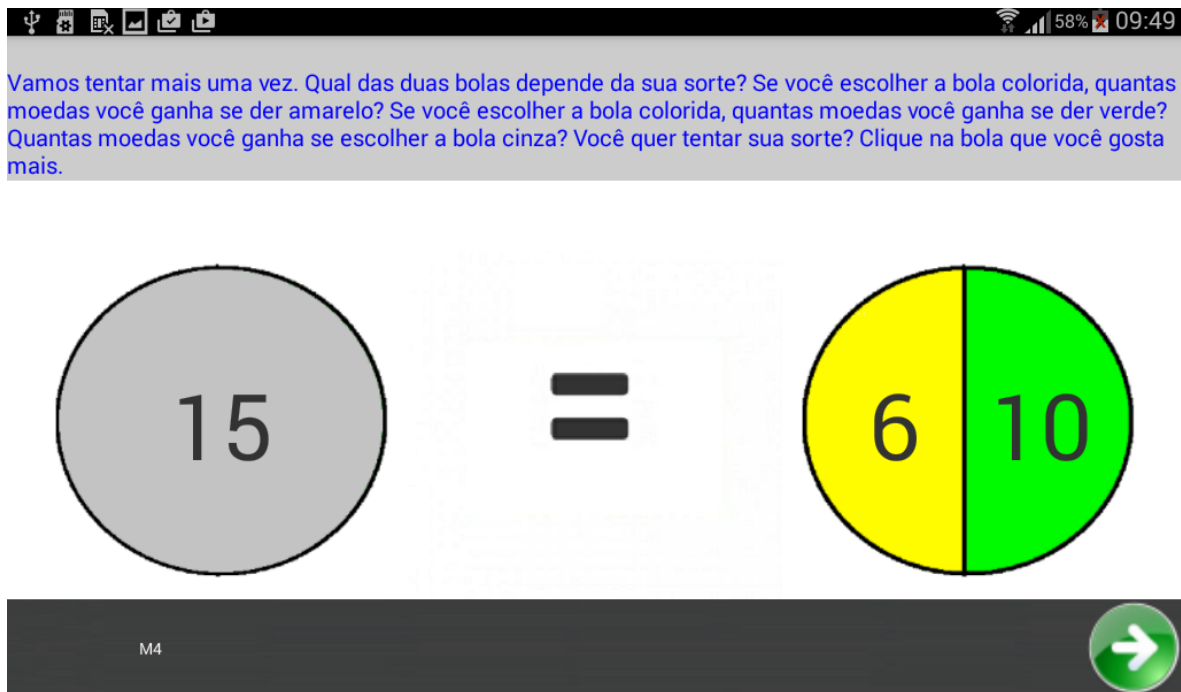 58% 09:49
Vamos tentar mais uma vez. Qual das duas bolas depende da sua sorte? Se você escolher a bola colorida, quantas
moedas você ganha se der amarelo? Se você escolher a bola colorida, quantas moedas você ganha se der verde?
Quantas moedas você ganha se escolher a bola cinza? Você quer tentar sua sorte? Clique na bola que você gosta
mais.
15 = 6 10
M4